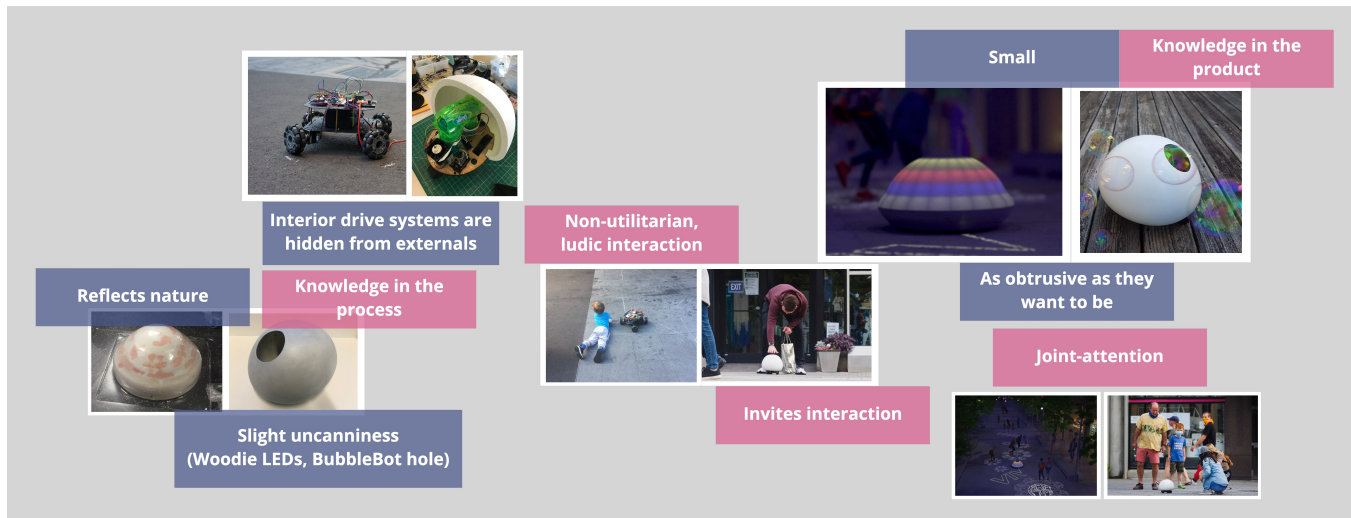 Small
Knowledge in the
product
Interior drive systems are
hidden from externals
Non-utilitarian,
ludic interaction
Reflects nature
Knowledge in the
process
As obtrusive as they
want to be
Joint-attention
EXIT
Invites interaction
Slight uncanniness
(Woodie LEDs, BubbleBot hole)